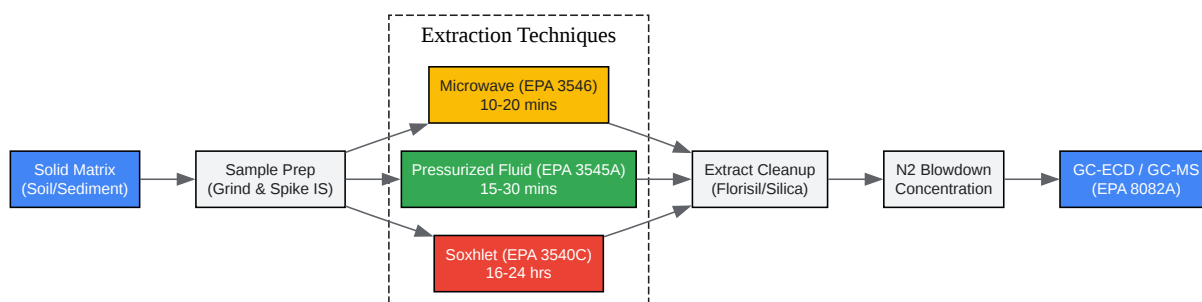 Extraction Techniques
Microwave (EPA 3546)
10-20 mins
Solid Matrix
(Soil/Sediment)
Sample Prep
(Grind & Spike IS)
Pressurized Fluid (EPA 3545A)
15-30 mins
Extract Cleanup
(Florisil/Silica)
N2 Blowdown
Concentration
GC-ECD / GC-MS
(EPA 8082A)
Soxhlet (EPA 3540C)
16-24 hrs